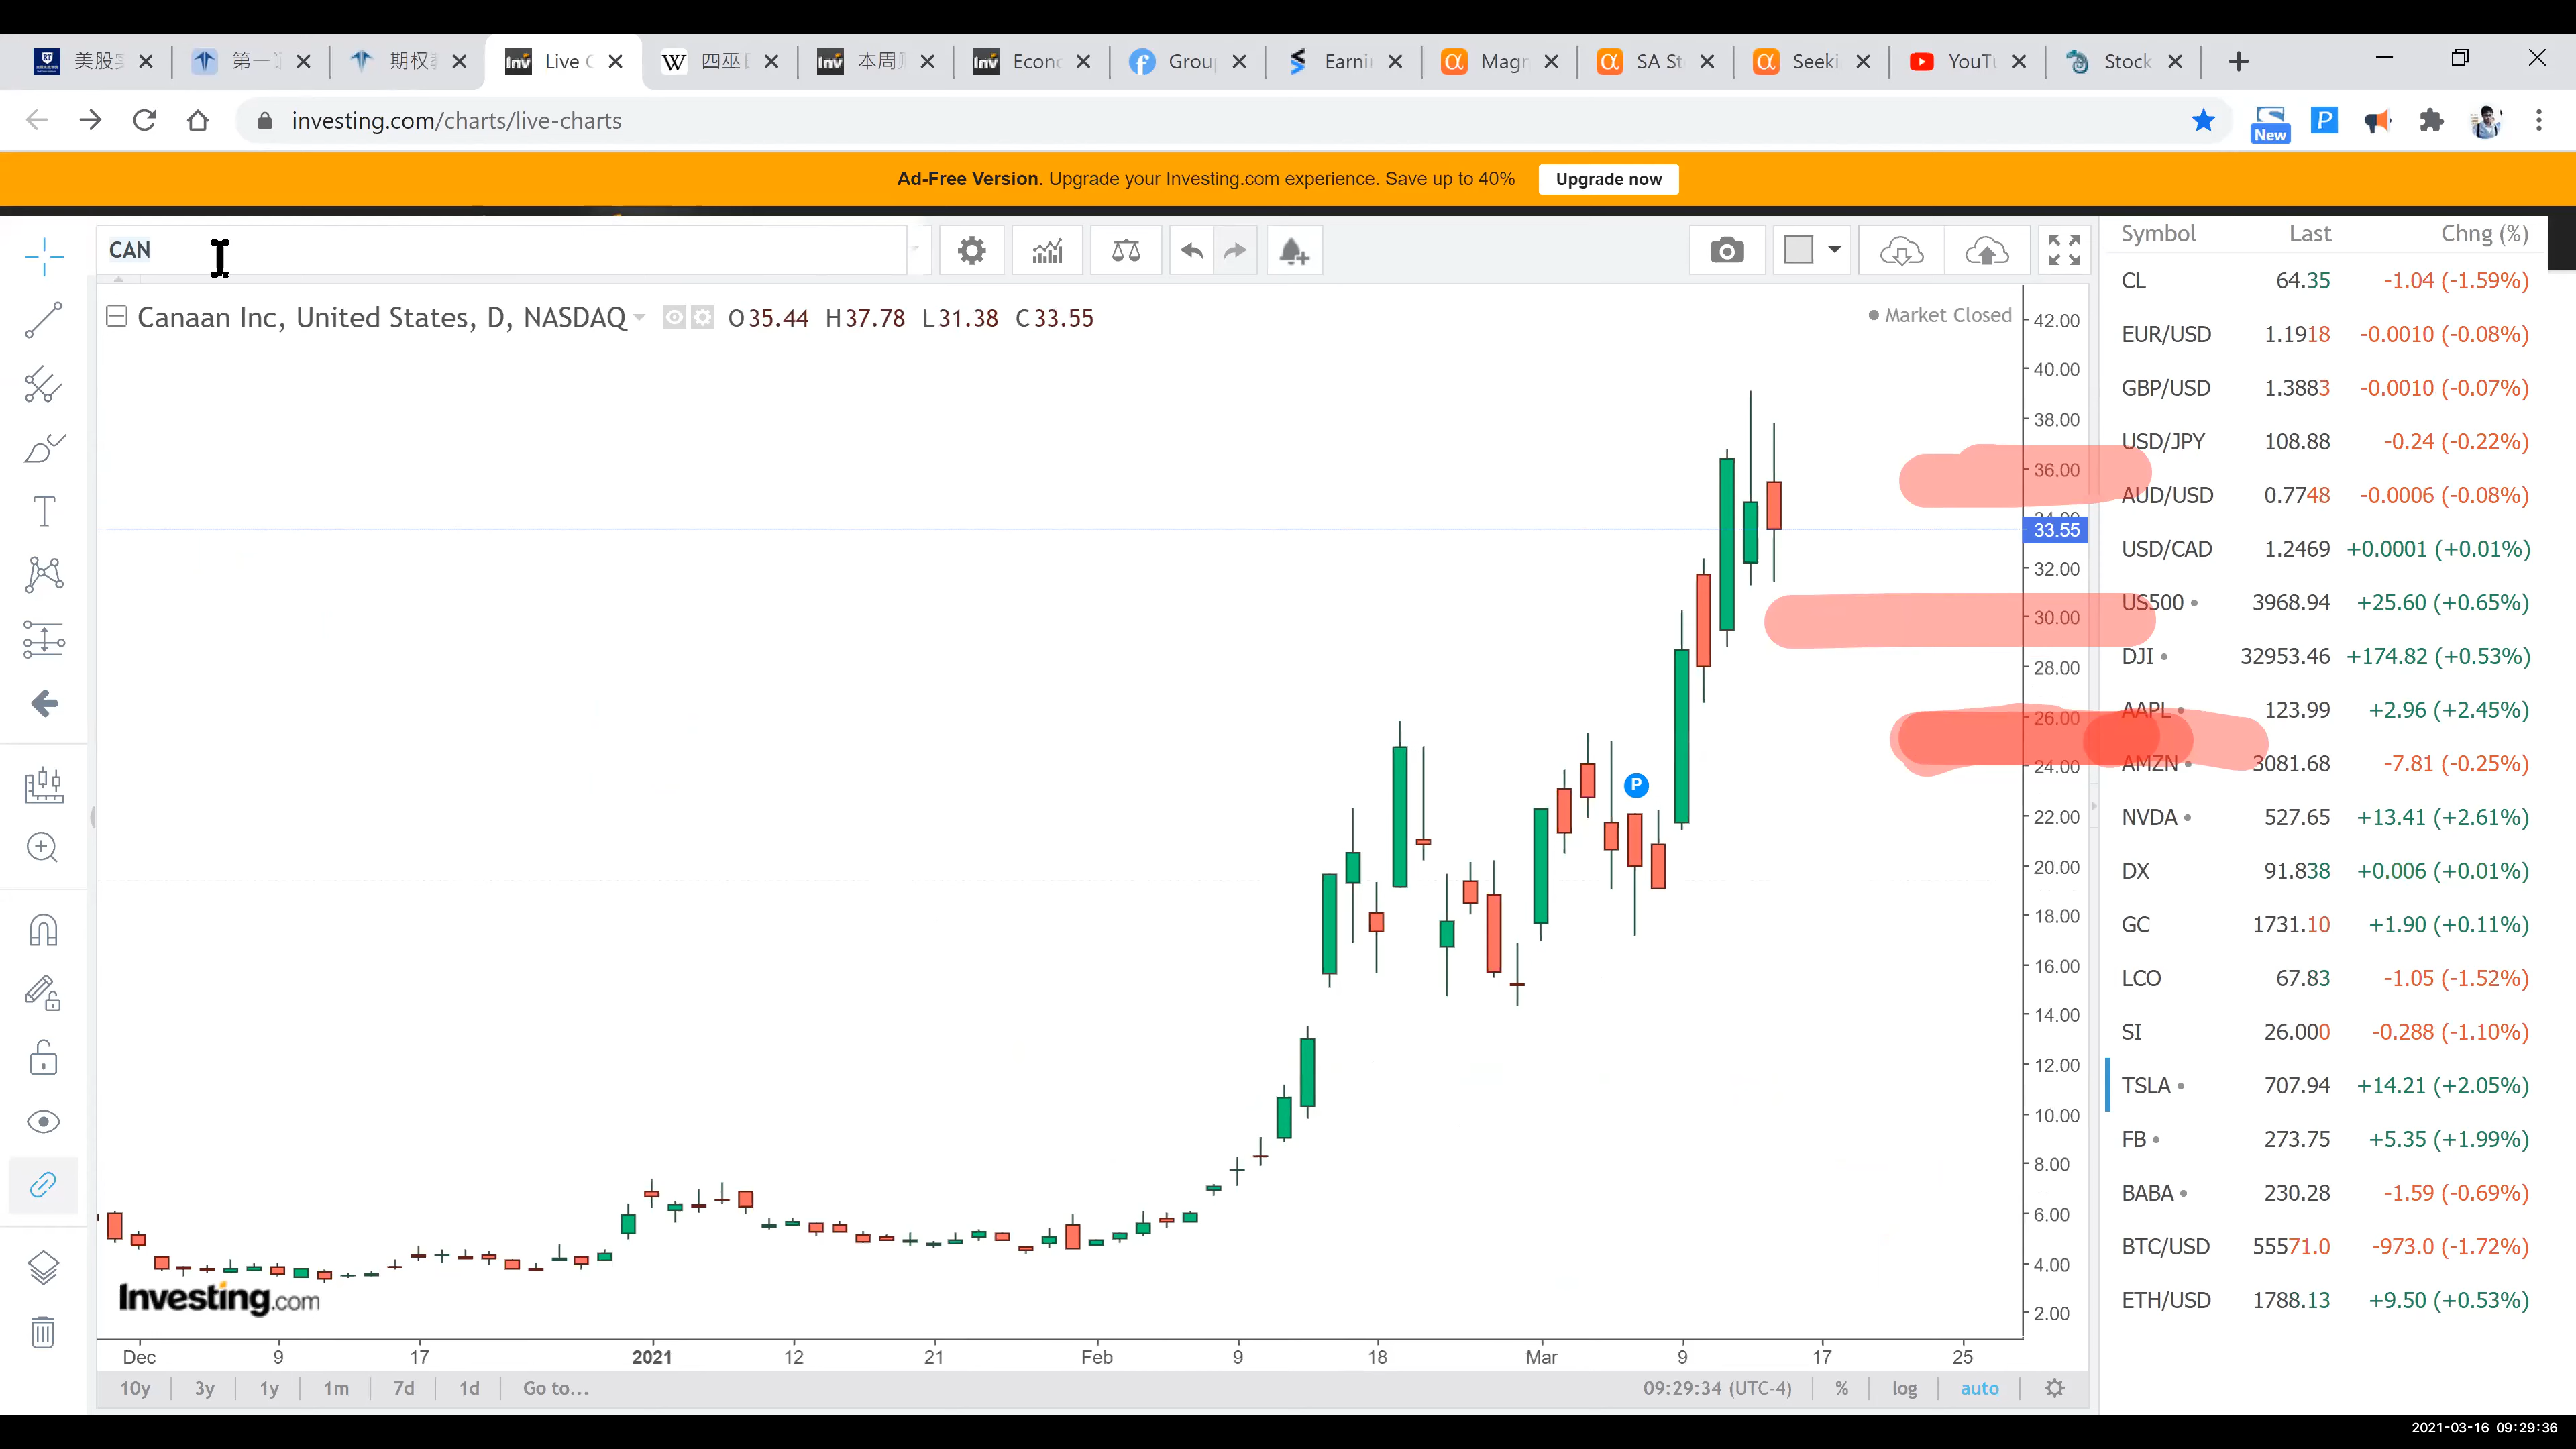 美股
第一
期权
Live
W 四巫
本周
Econo
Group
Earni
Magn
SA St
Seeki
YouTu
Stock
investing.com/charts/live-charts
New
Ad-Free Version. Upgrade your Investing.com experience. Save up to 40% Upgrade now
CAN
Canaan Inc, United States, D, NASDAQ O35.44 H37.78 L31.38 C33.55
Market Closed
42.00
40.00
38.00
36.00
33.55
32.00
30.00
28.00
26.00
24.00
22.00
20.00
18.00
16.00
14.00
12.00
10.00
8.00
6.00
4.00
2.00
P
Investing.com
Dec 9 17 2021 12 21 Feb 9 18 Mar 9 17 25
10y 3y 1y 1m 7d 1d Go to... 09:29:34 (UTC-4) % log auto
Symbol Last Chng (%)
CL 64.35 -1.04 (-1.59%)
EUR/USD 1.1918 -0.0010 (-0.08%)
GBP/USD 1.3883 -0.0010 (-0.07%)
USD/JPY 108.88 -0.24 (-0.22%)
AUD/USD 0.7748 -0.0006 (-0.08%)
USD/CAD 1.2469 +0.0001 (+0.01%)
US500 3968.94 +25.60 (+0.65%)
DJI 32953.46 +174.82 (+0.53%)
AAPL 123.99 +2.96 (+2.45%)
AMZN 3081.68 -7.81 (-0.25%)
NVDA 527.65 +13.41 (+2.61%)
DX 91.838 +0.006 (+0.01%)
GC 1731.10 +1.90 (+0.11%)
LCO 67.83 -1.05 (-1.52%)
SI 26.000 -0.288 (-1.10%)
TSLA 707.94 +14.21 (+2.05%)
FB 273.75 +5.35 (+1.99%)
BABA 230.28 -1.59 (-0.69%)
BTC/USD 55571.0 -973.0 (-1.72%)
ETH/USD 1788.13 +9.50 (+0.53%)
2021-03-16 09:29:36